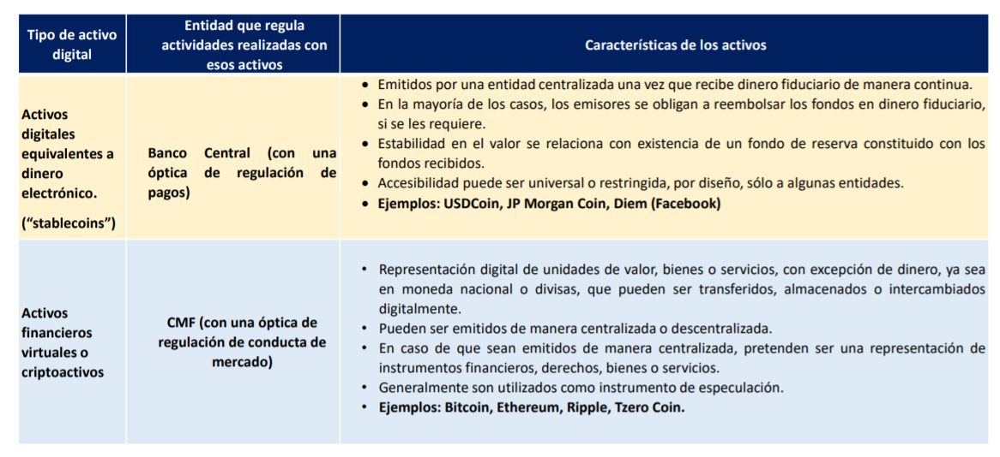 Tipo de activo
digital
Entidad que regula
actividades realizadas con
esos activos
Características de los activos
Activos
digitales
equivalentes a
dinero
electrónico.
(“stablecoins”)
Banco Central (con una
óptica de regulación de
pagos)
• Emitidos por una entidad centralizada una vez que recibe dinero fiduciario de manera continua.
• En la mayoría de los casos, los emisores se obligan a reembolsar los fondos en dinero fiduciario,
si se les requiere.
• Estabilidad en el valor se relaciona con existencia de un fondo de reserva constituido con los
fondos recibidos.
• Accesibilidad puede ser universal o restringida, por diseño, sólo a algunas entidades.
• Ejemplos: USDCoin, JP Morgan Coin, Diem (Facebook)
Activos
financieros
virtuales o
criptoactivos
CMF (con una óptica de
regulación de conducta de
mercado)
• Representación digital de unidades de valor, bienes o servicios, con excepción de dinero, ya sea
en moneda nacional o divisas, que pueden ser transferidos, almacenados o intercambiados
digitalmente.
• Pueden ser emitidos de manera centralizada o descentralizada.
• En caso de que sean emitidos de manera centralizada, pretenden ser una representación de
instrumentos financieros, derechos, bienes o servicios.
• Generalmente son utilizados como instrumento de especulación.
• Ejemplos: Bitcoin, Ethereum, Ripple, Tzero Coin.